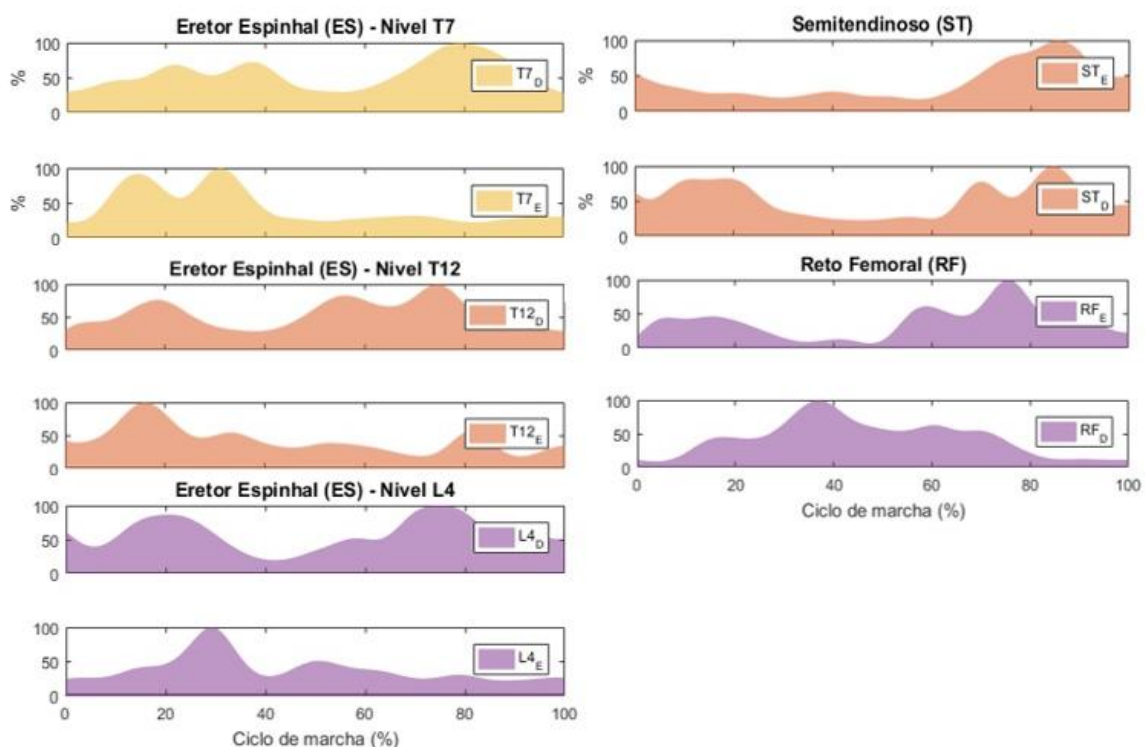 Eretor Espinhal (ES) - Nivel T7
100
50
0
%
T7D
100
50
0
%
T7E
Eretor Espinhal (ES) - Nivel T12
100
50
0
T12D
100
50
0
T12E
Eretor Espinhal (ES) - Nivel L4
100
50
0
L4D
100
50
0
L4E
0 20 40 60 80 100
Ciclo de marcha (%)
Semitendinoso (ST)
100
50
0
%
STE
100
50
0
%
STD
Reto Femoral (RF)
100
50
0
RFE
100
50
0
RFD
0 20 40 60 80 100
Ciclo de marcha (%)